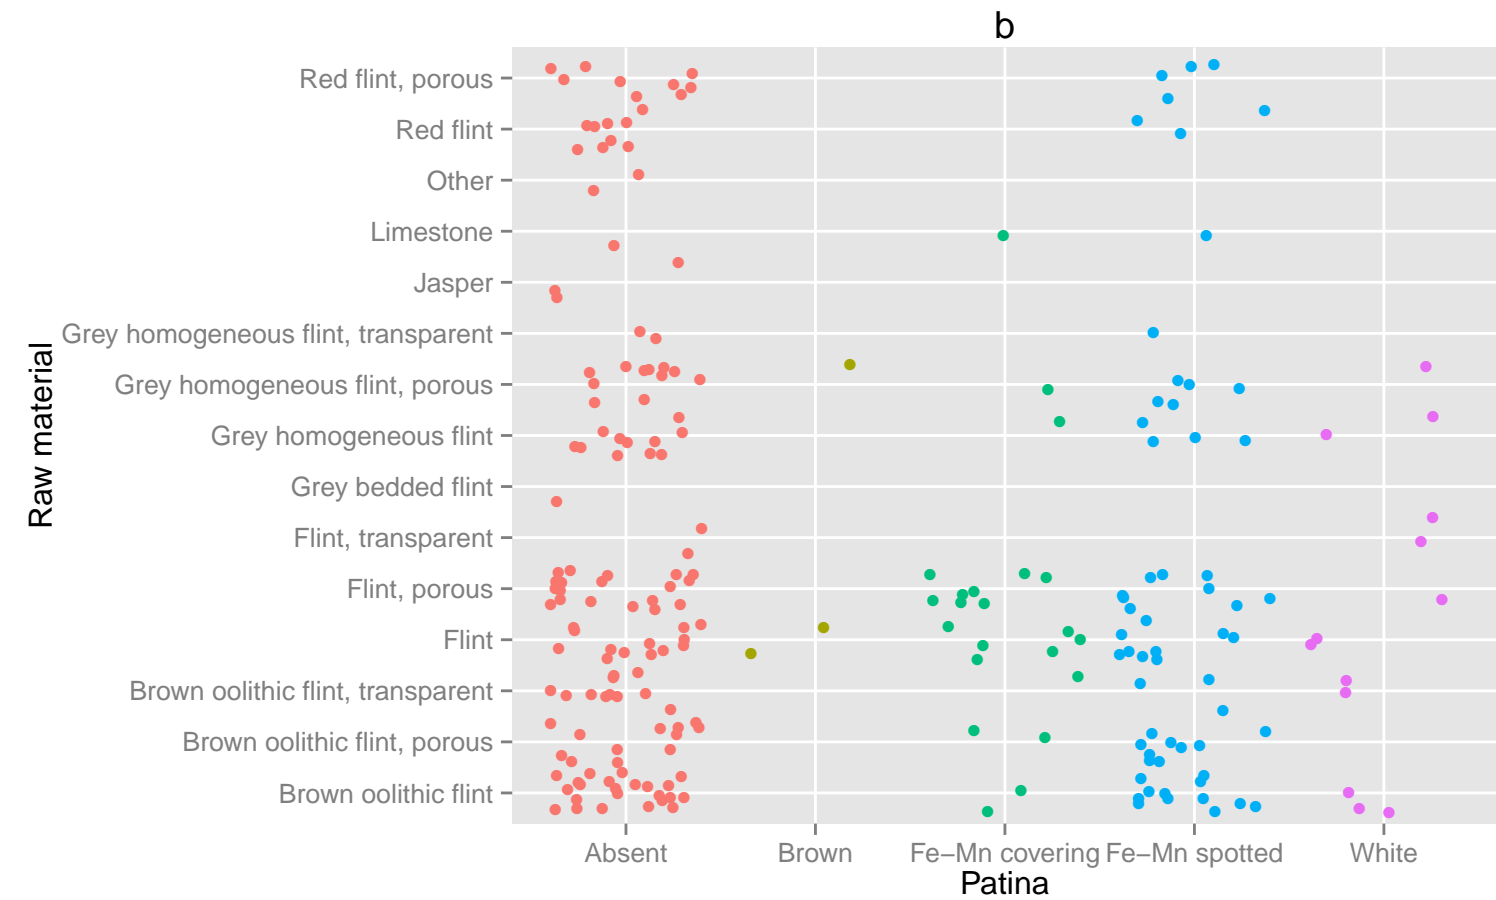 b
Red flint, porous
Red flint
Other
Limestone
Jasper
Grey homogeneous flint, transparent
Grey homogeneous flint, porous
Grey homogeneous flint
Grey bedded flint
Flint, transparent
Flint, porous
Flint
Brown oolithic flint, transparent
Brown oolithic flint, porous
Brown oolithic flint
Raw material
Absent Brown Fe−Mn covering Fe−Mn spotted White
Patina